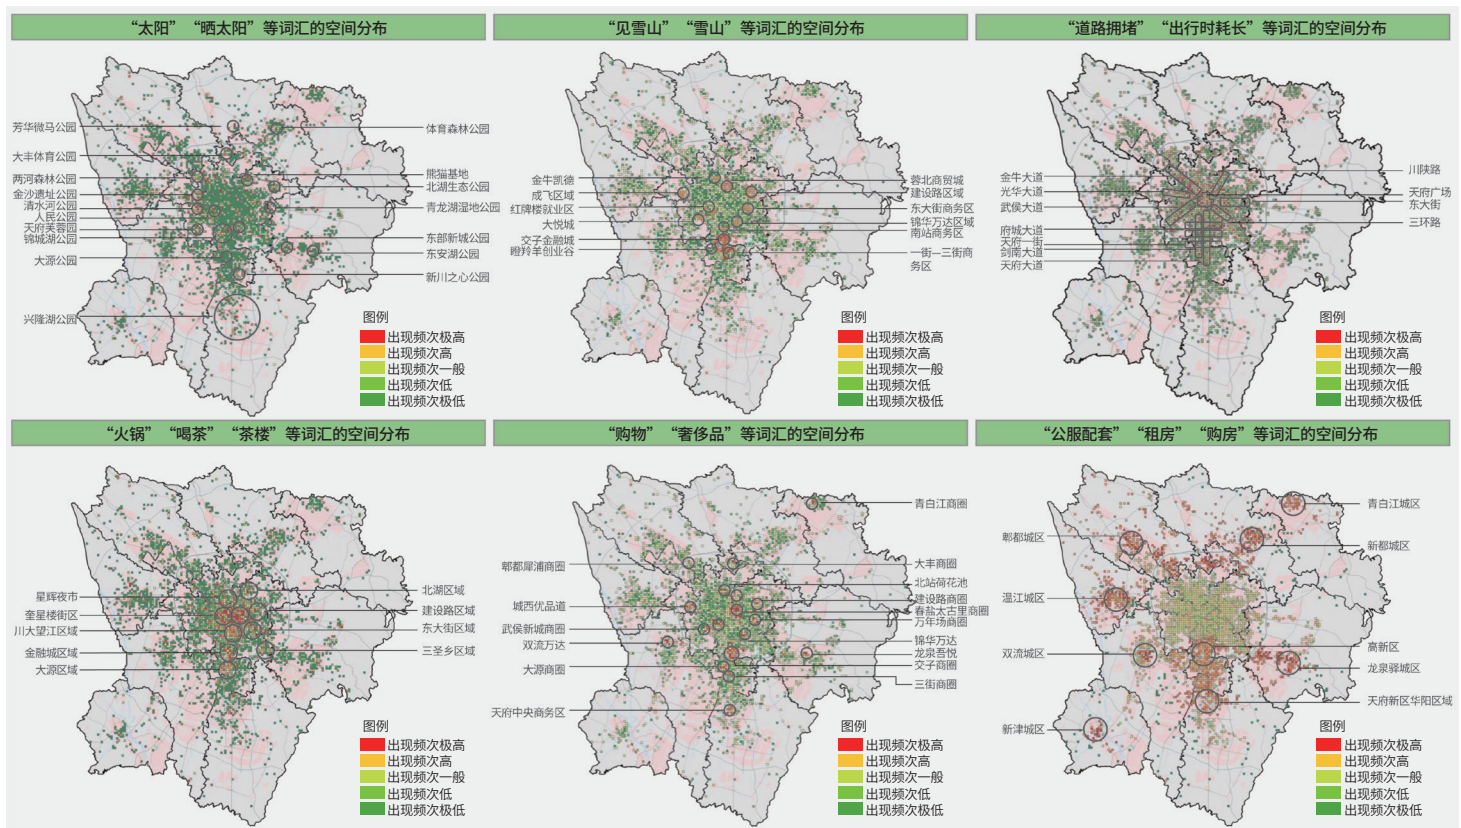 “太阳”“晒太阳”等词汇的空间分布
芳华微马公园
大丰体育公园
两河森林公园
金沙遗址公园
清水河公园
人民公园
天府芙蓉园
锦城湖公园
大源公园
兴隆湖公园
体育森林公园
熊猫基地
北湖生态公园
青龙湖湿地公园
东部新城公园
东安湖公园
新川之心公园
图例
出现频次极高
出现频次高
出现频次一般
出现频次低
出现频次极低
“见雪山”“雪山”等词汇的空间分布
金牛凯德
成飞区域
红牌楼就业区
大悦城
交子金融城
瞪羚羊创业谷
蓉北商贸城
建设路区域
东大街商务区
锦华万达区域
南站商务区
一街—三街商
务区
图例
出现频次极高
出现频次高
出现频次一般
出现频次低
出现频次极低
“道路拥堵”“出行时耗长”等词汇的空间分布
金牛大道
光华大道
武侯大道
府城大道
天府一街
剑南大道
天府大道
川陕路
天府广场
东大街
三环路
图例
出现频次极高
出现频次高
出现频次一般
出现频次低
出现频次极低
“火锅”“喝茶”“茶楼”等词汇的空间分布
星辉夜市
奎星楼街区
川大望江区域
金融城区域
大源区域
北湖区域
建设路区域
东大街区域
三圣乡区域
图例
出现频次极高
出现频次高
出现频次一般
出现频次低
出现频次极低
“购物”“奢侈品”等词汇的空间分布
郫都犀浦商圈
城西优品道
武侯新城商圈
双流万达
大源商圈
天府中央商务区
青白江商圈
大丰商圈
北站荷花池
建设路商圈
春盐太古里商圈
万年场商圈
锦华万达
龙泉吾悦
交子商圈
三街商圈
图例
出现频次极高
出现频次高
出现频次一般
出现频次低
出现频次极低
“公服配套”“租房”“购房”等词汇的空间分布
郫都城区
温江城区
双流城区
新津城区
青白江城区
新都城区
高新区
龙泉驿城区
天府新区华阳区域
图例
出现频次极高
出现频次高
出现频次一般
出现频次低
出现频次极低